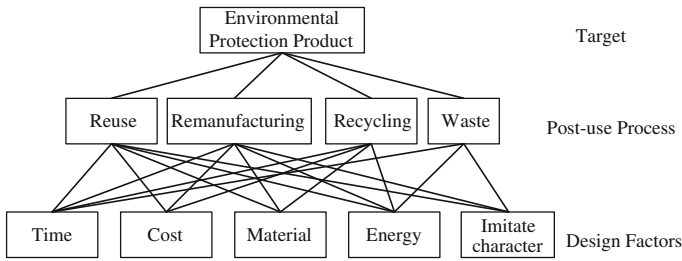 Environmental
Protection Product
Target
Reuse
Remanufacturing
Recycling
Waste
Post-use Process
Time
Cost
Material
Energy
Imitate
character
Design Factors